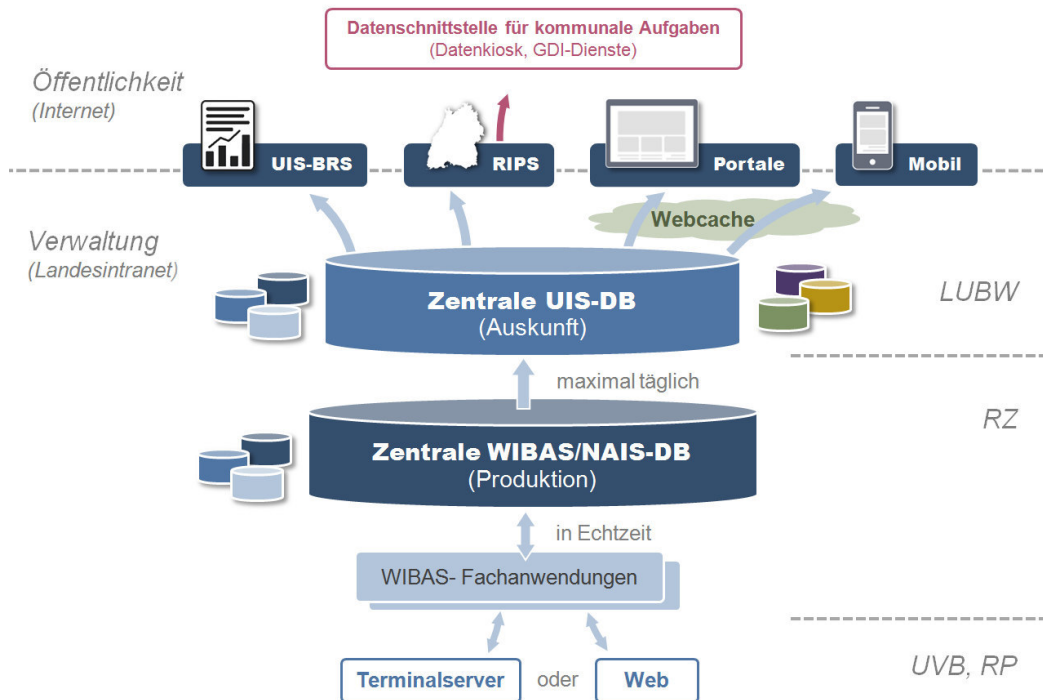 Datenschnittstelle für kommunale Aufgaben
(Datenkiosk, GDI-Dienste)
Öffentlichkeit
(Internet)
UIS-BRS
RIPS
Portale
Mobil
Webcache
Verwaltung
(Landesintranet)
Zentrale UIS-DB
(Auskunft)
LUBW
maximal täglich
RZ
Zentrale WIBAS/NAIS-DB
(Produktion)
in Echtzeit
WIBAS- Fachanwendungen
UVB, RP
Terminalserver oder Web